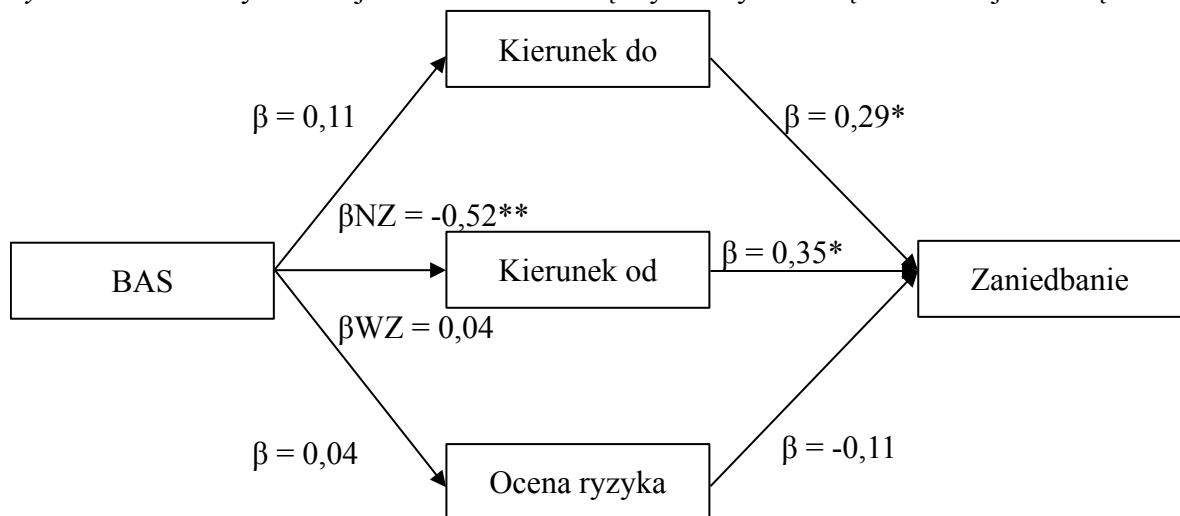 Kierunek do
β = 0,11
β = 0,29*
βNZ = -0,52**
BAS
Kierunek od
β = 0,35*
Zaniedbanie
βWZ = 0,04
β = 0,04
Ocena ryzyka
β = -0,11